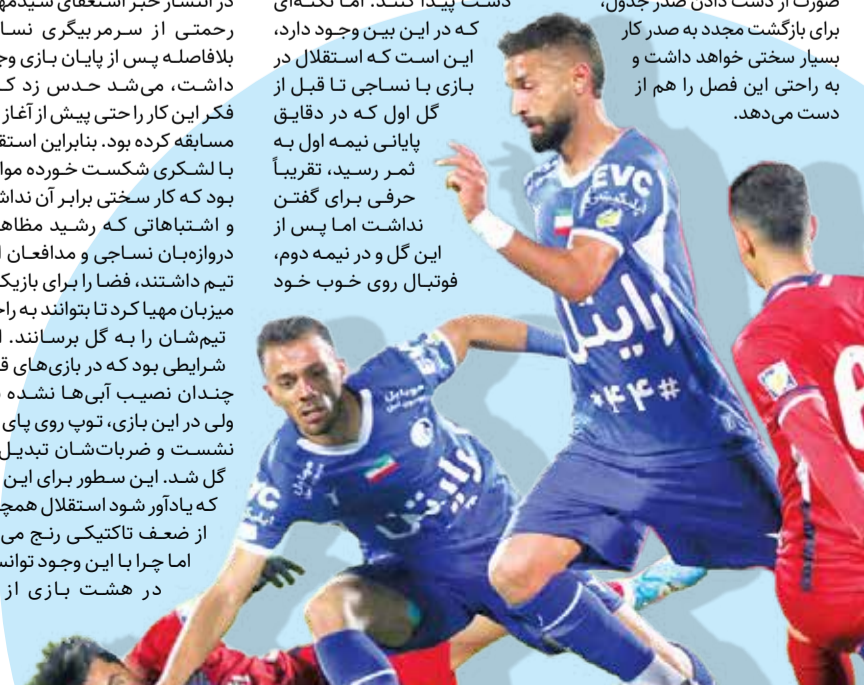 صورت از دست دادن صدر جدول،
برای بازگشت مجدد به صدر کار
بسیار سختی خواهد داشت و
به راحتی این فصل را هم از
دست می‌دهد.
دست پیدا کنند. اما نکته‌ای
که در این بین وجود دارد،
این است که استقلال در
بازی با نساجی تا قبل از
گل اول که در دقایق
پایانی نیمه اول به
ثمر رسید، تقریباً
حرفی برای گفتن
نداشت اما پس از
این گل و در نیمه دوم،
فوتبال روی خوب خود
در انتشار خبر استعفای
رحمتی از سرمربیگری
بلافاصله پس از پایان بازی
داشت، می‌شد حدس زد
فکر این کار را حتی پیش از آغاز
مسابقه کرده بود. بنابراین
با لشکری شکست خورده
بود که کار سختی برابر آن
و اشتباهاتی که رشید
دروازه‌بان نساجی و مدافعان
تیم داشتند، فضا را برای
میزبان مهیا کرد تا بتوانند به
تیم‌شان را به گل برسانند.
شرایطی بود که در بازی‌های
چندان نصیب آبی‌ها نشده
ولی در این بازی، توپ روی پای
نشست و ضربات‌شان تبدیل
گل شد. این سطور برای این
که یادآور شود استقلال
از ضعف تاکتیکی رنج
اما چرا با این وجود
در هشت بازی از
EVC
رایتل
*۴۴#
موبایل
رایتل